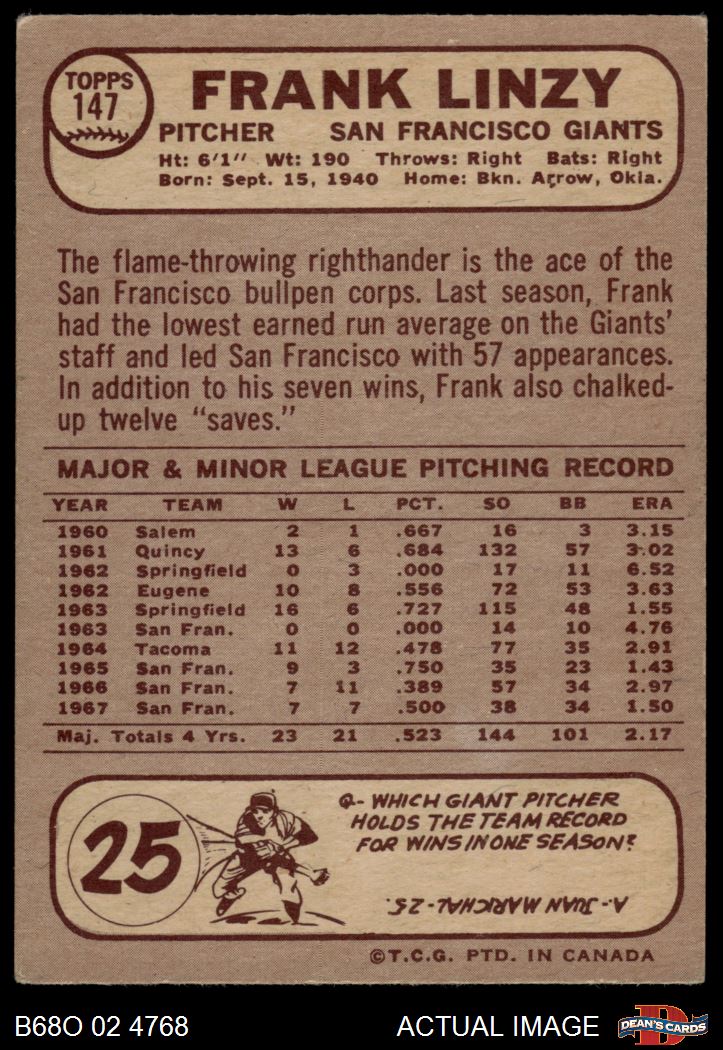 TOPPS
147
FRANK LINZY
PITCHER SAN FRANCISCO GIANTS
Ht: 6'1" Wt: 190 Throws: Right Bats: Right
Born: Sept. 15, 1940 Home: Bkn. Arrow, Okla.
The flame-throwing righthander is the ace of the
San Francisco bullpen corps. Last season, Frank
had the lowest earned run average on the Giants'
staff and led San Francisco with 57 appearances.
In addition to his seven wins, Frank also chalked-
up twelve "saves."
MAJOR & MINOR LEAGUE PITCHING RECORD
YEAR TEAM W L PCT. SO BB ERA
1960 Salem 2 1 .667 16 3 3.15
1961 Quincy 13 6 .684 132 57 3.02
1962 Springfield 0 3 .000 17 11 6.52
1962 Eugene 10 8 .556 72 53 3.63
1963 Springfield 16 6 .727 115 48 1.55
1963 San Fran. 0 0 .000 14 10 4.76
1964 Tacoma 11 12 .478 77 35 2.91
1965 San Fran. 9 3 .750 35 23 1.43
1966 San Fran. 7 11 .389 57 34 2.97
1967 San Fran. 7 7 .500 38 34 1.50
Maj. Totals 4 Yrs. 23 21 .523 144 101 2.17
25
Q- WHICH GIANT PITCHER
HOLDS THE TEAM RECORD
FOR WINS IN ONE SEASON?
A- JUAN MARICHAL-25.
©T.C.G. PTD. IN CANADA
B68O 02 4768 ACTUAL IMAGE
D
DEAN'S CARDS